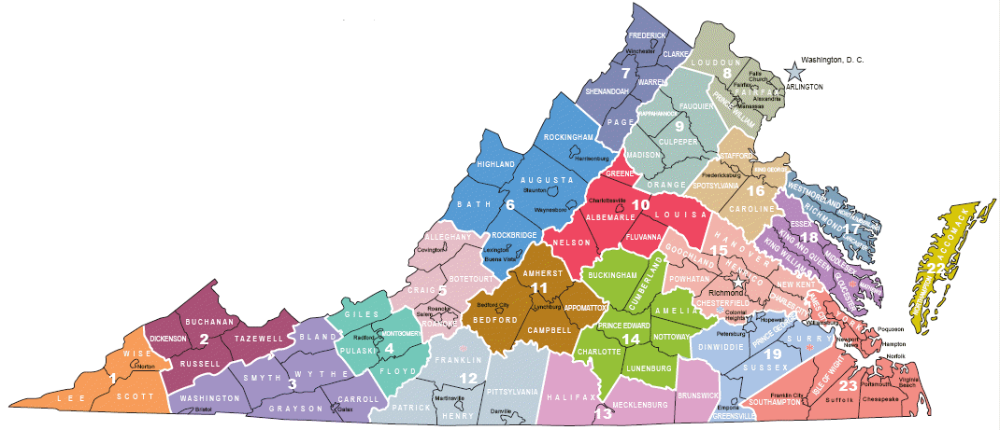 FREDERICK
Winchester
CLARKE
7
WARREN
SHENANDOAH
PAGE
LOUDOUN
8
Washington, D. C.
Falls
Church
Fairfax
FAIRFAX
ARLINGTON
Alexandria
Manassas
PRINCE WILLIAM
FAUQUIER
RAPPAHANNOCK
9
CULPEPER
MADISON
ORANGE
ROCKINGHAM
Harrisonburg
HIGHLAND
AUGUSTA
Staunton
Waynesboro
BATH
6
ROCKBRIDGE
Lexington
Buena Vista
GREENE
Charlottesville
10
ALBEMARLE
LOUISA
NELSON
FLUVANNA
STAFFORD
KING GEORGE
Fredericksburg
SPOTSYLVANIA
16
CAROLINE
WESTMORELAND
RICHMOND
17
LANCASTER
ESSEX
18
KING AND QUEEN
KING WILLIAM
MIDDLESEX
GLOUCESTER
ACCOMACK
22
ALLEGHANY
Covington
BOTETOURT
CRAIG
5
Roanoke
Salem
ROANOKE
AMHERST
11
Bedford City
Lynchburg
APPOMATTOX
BEDFORD
CAMPBELL
BUCKINGHAM
CUMBERLAND
AMELIA
PRINCE EDWARD
NOTTOWAY
14
CHARLOTTE
LUNENBURG
15
HANOVER
GOOCHLAND
HENRICO
POWHATAN
Richmond
NEW KENT
CHESTERFIELD
CHARLES CITY
Colonial
Heights
JAMES CITY
Williamsburg
YORK
Poquoson
Newport
News
Hampton
Norfolk
Petersburg
Hopewell
PRINCE GEORGE
DINWIDDIE
SURRY
19
SUSSEX
Emporia
GREENSVILLE
ISLE OF WIGHT
23
Portsmouth
Virginia
Beach
Franklin City
SOUTHAMPTON
Suffolk
Chesapeake
BUCHANAN
DICKENSON
2
TAZEWELL
RUSSELL
WISE
Norton
1
LEE
SCOTT
BLAND
SMYTH
WYTHE
3
WASHINGTON
Bristol
GRAYSON
CARROLL
Galax
GILES
MONTGOMERY
Radford
PULASKI
4
FLOYD
FRANKLIN
12
PITTSYLVANIA
PATRICK
Martinsville
HENRY
Danville
HALIFAX
13
MECKLENBURG
BRUNSWICK